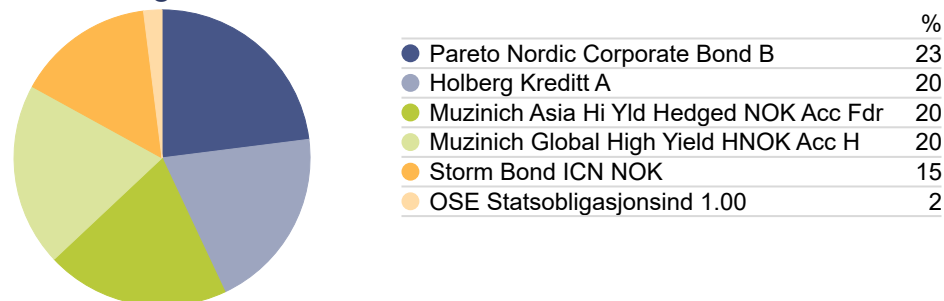 %
Pareto Nordic Corporate Bond B 23
Holberg Kreditt A 20
Muzinich Asia Hi Yld Hedged NOK Acc Fdr 20
Muzinich Global High Yield HNOK Acc H 20
Storm Bond ICN NOK 15
OSE Statsobligasjonsind 1.00 2